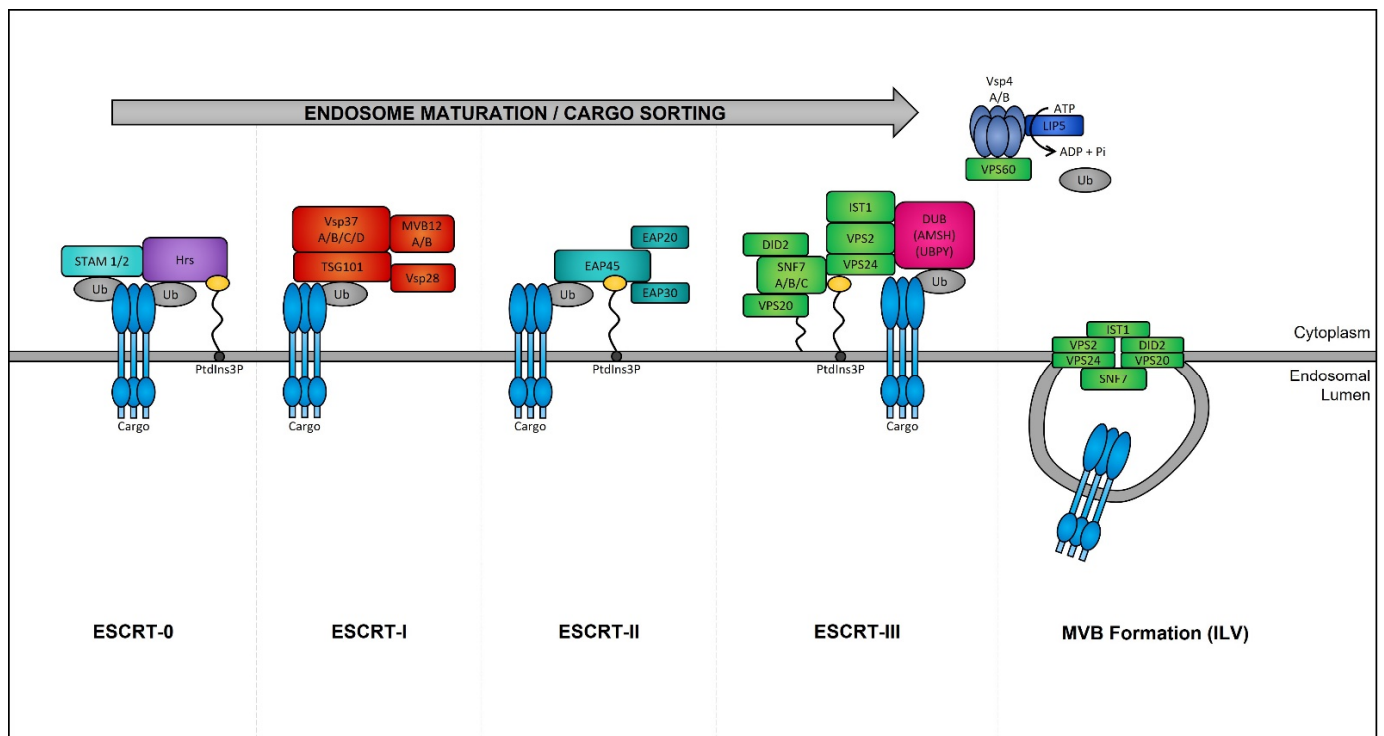 ENDOSOME MATURATION / CARGO SORTING
Vsp4
A/B
ATP
LIP5
ADP + Pi
VPS60
Ub
STAM 1/2
Hrs
Ub
Ub
PtdIns3P
Cargo
Vsp37
A/B/C/D
MVB12
A/B
TSG101
Vsp28
Ub
Cargo
EAP20
EAP45
EAP30
Ub
PtdIns3P
Cargo
IST1
DID2
VPS2
DUB
(AMSH)
(UBPY)
SNF7
A/B/C
VPS24
VPS20
Ub
PtdIns3P
Cargo
IST1
VPS2
DID2
VPS24
VPS20
SNF7
Cytoplasm
Endosomal
Lumen
ESCRT-0
ESCRT-I
ESCRT-II
ESCRT-III
MVB Formation (ILV)